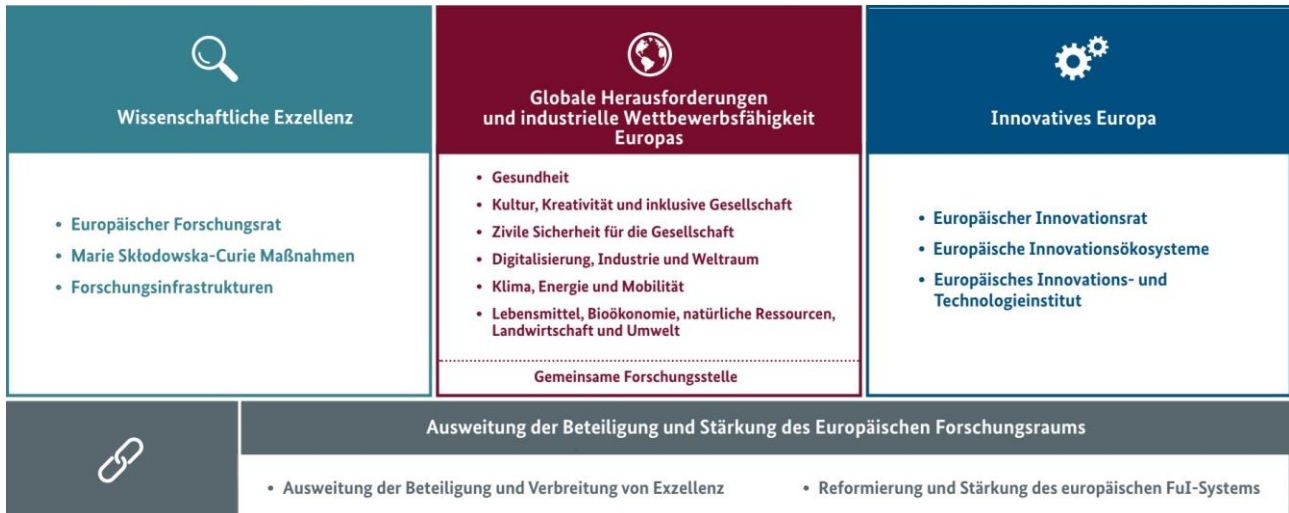 Wissenschaftliche Exzellenz
• Europäischer Forschungsrat
• Marie Skłodowska-Curie Maßnahmen
• Forschungsinfrastrukturen
Globale Herausforderungen
und industrielle Wettbewerbsfähigkeit
Europas
• Gesundheit
• Kultur, Kreativität und inklusive Gesellschaft
• Zivile Sicherheit für die Gesellschaft
• Digitalisierung, Industrie und Weltraum
• Klima, Energie und Mobilität
• Lebensmittel, Bioökonomie, natürliche Ressourcen,
Landwirtschaft und Umwelt
Gemeinsame Forschungsstelle
Innovatives Europa
• Europäischer Innovationsrat
• Europäische Innovationsökosysteme
• Europäisches Innovations- und
Technologieinstitut
Ausweitung der Beteiligung und Stärkung des Europäischen Forschungsraums
• Ausweitung der Beteiligung und Verbreitung von Exzellenz
• Reformierung und Stärkung des europäischen FuI-Systems